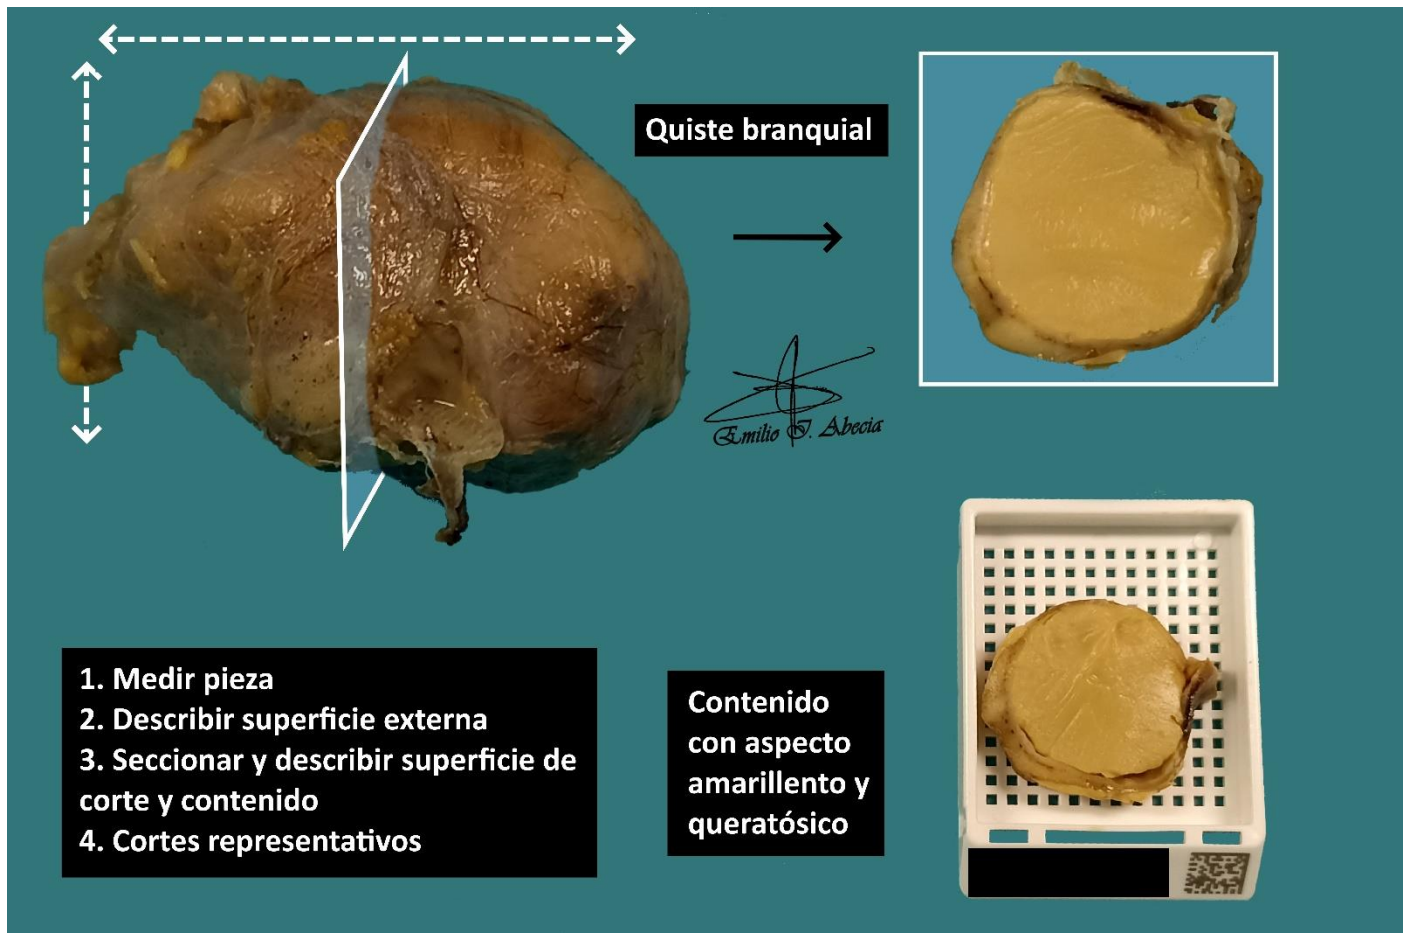 Quiste branquial
Emilio J. Abecia
1. Medir pieza
2. Describir superficie externa
3. Seccionar y describir superficie de
corte y contenido
4. Cortes representativos
Contenido
con aspecto
amarillento y
queratósico